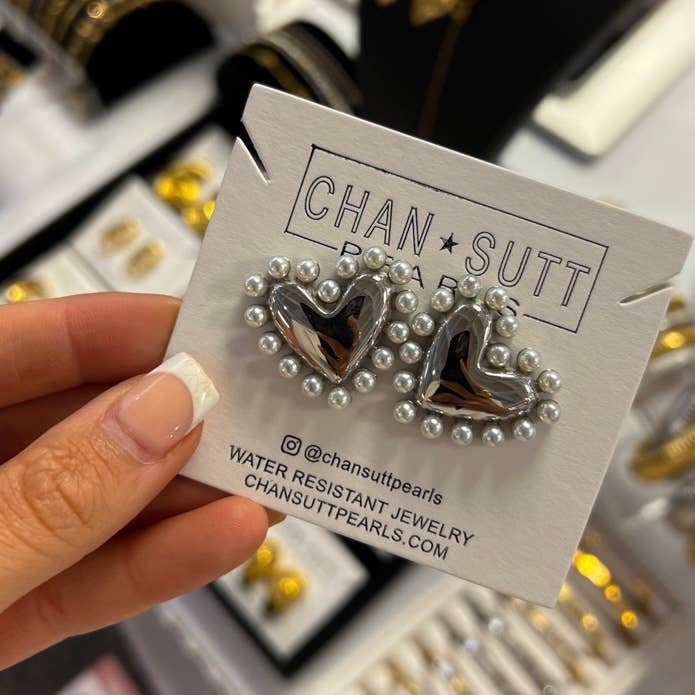 CHAN★SUTT
PEARLS
@chansuttpearls
WATER RESISTANT JEWELRY
CHANSUTTPEARLS.COM